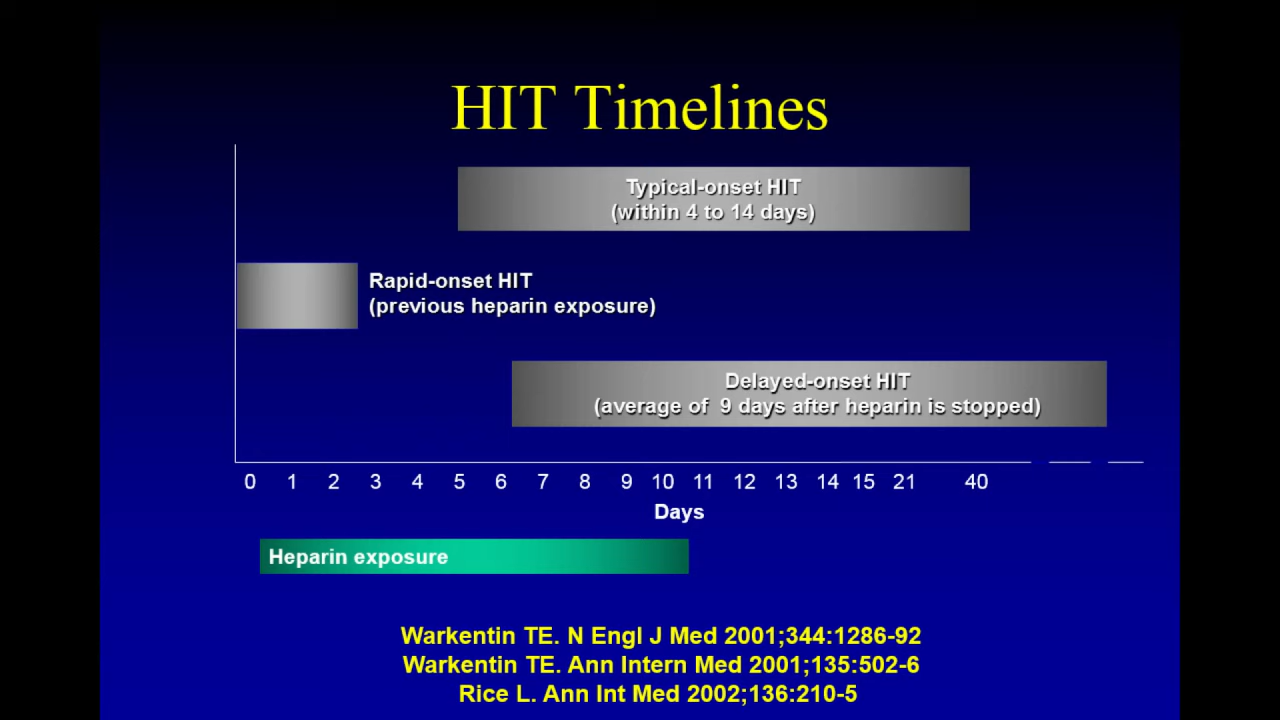 HIT Timelines
Typical-onset HIT
(within 4 to 14 days)
Rapid-onset HIT
(previous heparin exposure)
Delayed-onset HIT
(average of 9 days after heparin is stopped)
0 1 2 3 4 5 6 7 8 9 10 11 12 13 14 15 21 40
Days
Heparin exposure
Warkentin TE. N Engl J Med 2001;344:1286-92
Warkentin TE. Ann Intern Med 2001;135:502-6
Rice L. Ann Int Med 2002;136:210-5